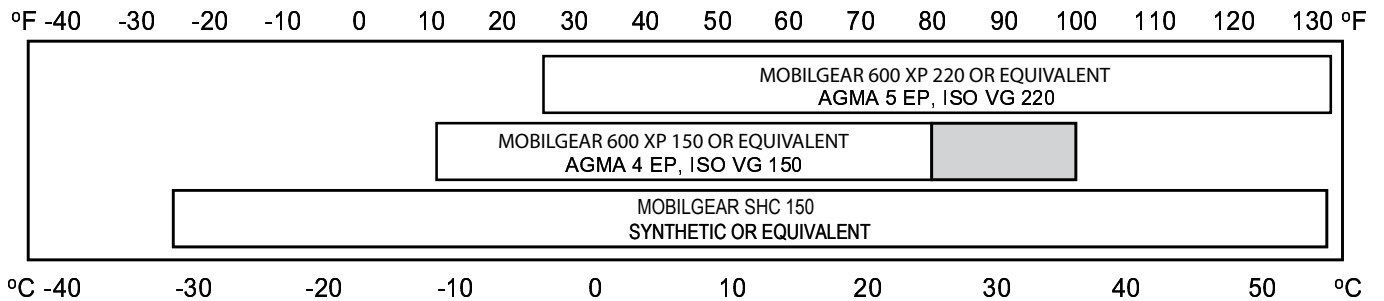 ºF -40 -30 -20 -10 0 10 20 30 40 50 60 70 80 90 100 110 120 130 ºF
MOBILGEAR 600 XP 220 OR EQUIVALENT
AGMA 5 EP, ISO VG 220
MOBILGEAR 600 XP 150 OR EQUIVALENT
AGMA 4 EP, ISO VG 150
MOBILGEAR SHC 150
SYNTHETIC OR EQUIVALENT
ºC -40 -30 -20 -10 0 10 20 30 40 50 ºC